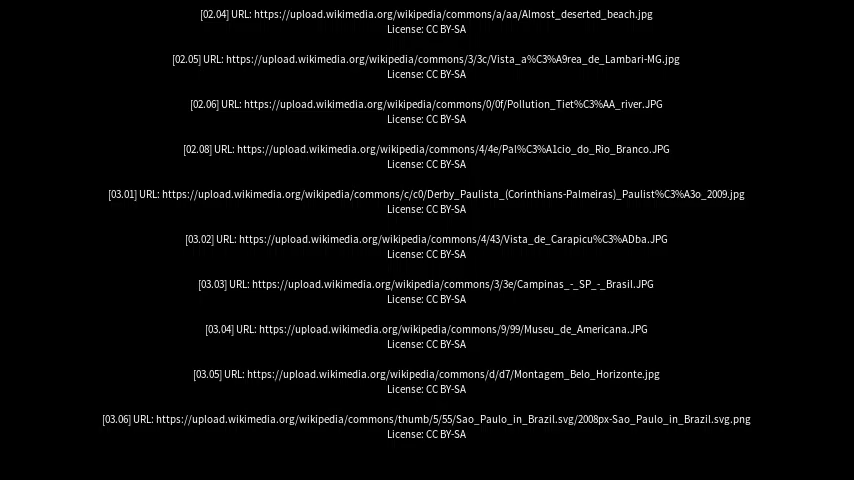 [02.04] URL: https://upload.wikimedia.org/wikipedia/commons/a/aa/Almost_deserted_beach.jpg
License: CC BY-SA
[02.05] URL: https://upload.wikimedia.org/wikipedia/commons/3/3c/Vista_a%C3%A9rea_de_Lambari-MG.jpg
License: CC BY-SA
[02.06] URL: https://upload.wikimedia.org/wikipedia/commons/0/0f/Pollution_Tiet%C3%AA_river.JPG
License: CC BY-SA
[02.08] URL: https://upload.wikimedia.org/wikipedia/commons/4/4e/Pal%C3%A1cio_do_Rio_Branco.JPG
License: CC BY-SA
[03.01] URL: https://upload.wikimedia.org/wikipedia/commons/c/c0/Derby_Paulista_(Corinthians-Palmeiras)_Paulist%C3%A3o_2009.jpg
License: CC BY-SA
[03.02] URL: https://upload.wikimedia.org/wikipedia/commons/4/43/Vista_de_Carapicu%C3%ADba.JPG
License: CC BY-SA
[03.03] URL: https://upload.wikimedia.org/wikipedia/commons/3/3e/Campinas_-_SP_-_Brasil.JPG
License: CC BY-SA
[03.04] URL: https://upload.wikimedia.org/wikipedia/commons/9/99/Museu_de_Americana.JPG
License: CC BY-SA
[03.05] URL: https://upload.wikimedia.org/wikipedia/commons/d/d7/Montagem_Belo_Horizonte.jpg
License: CC BY-SA
[03.06] URL: https://upload.wikimedia.org/wikipedia/commons/thumb/5/55/Sao_Paulo_in_Brazil.svg/2008px-Sao_Paulo_in_Brazil.svg.png
License: CC BY-SA